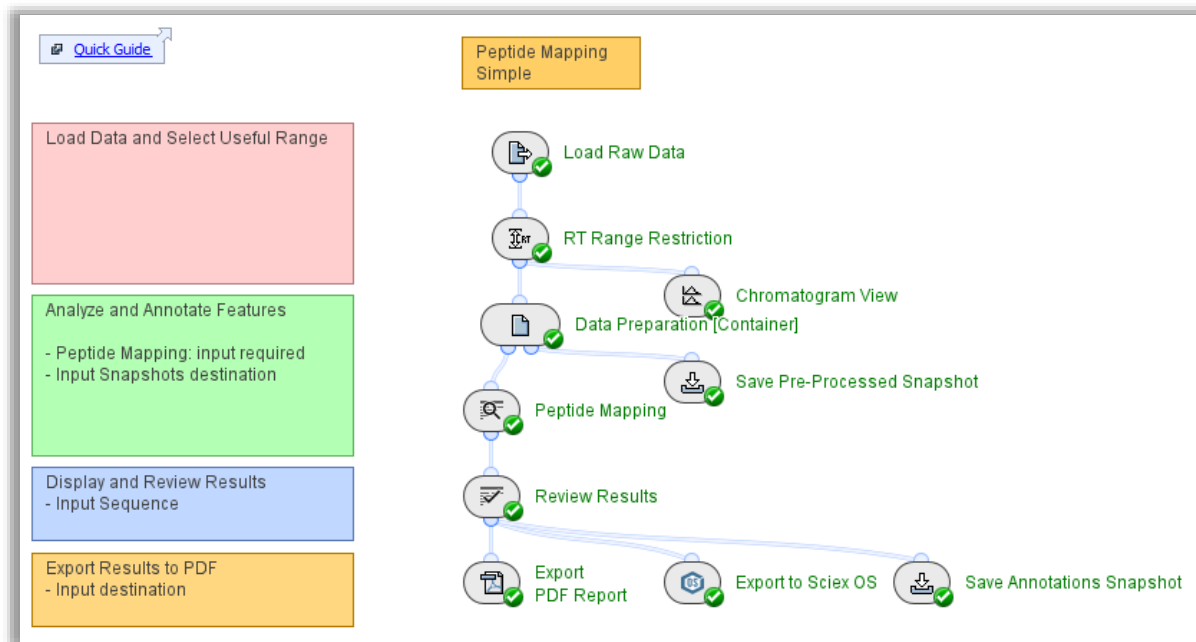 Quick Guide
Peptide Mapping
Simple
Load Data and Select Useful Range
Load Raw Data
RT
RT Range Restriction
Chromatogram View
Analyze and Annotate Features
- Peptide Mapping: input required
- Input Snapshots destination
Data Preparation [Container]
Save Pre-Processed Snapshot
Peptide Mapping
Display and Review Results
- Input Sequence
Review Results
Export Results to PDF
- Input destination
Export
PDF Report
OS
Export to Sciex OS
Save Annotations Snapshot